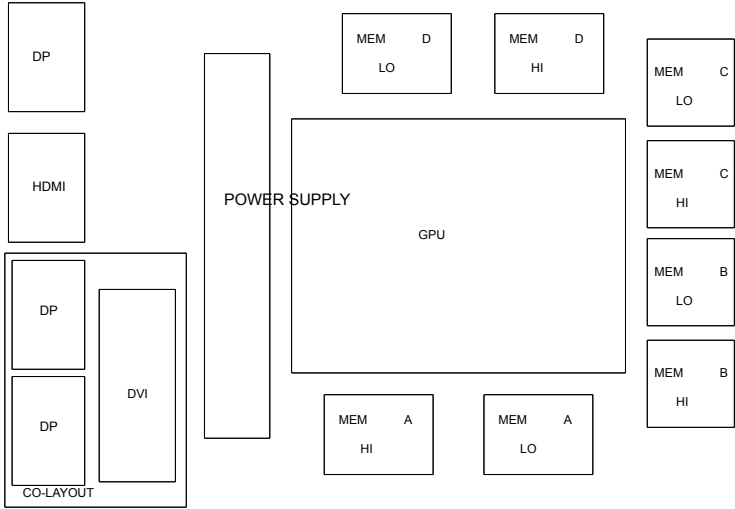 DP
MEM D
LO
MEM D
HI
MEM C
LO
HDMI
POWER SUPPLY
MEM C
HI
GPU
DP
MEM B
LO
DVI
MEM B
HI
DP
MEM A
HI
MEM A
LO
CO-LAYOUT